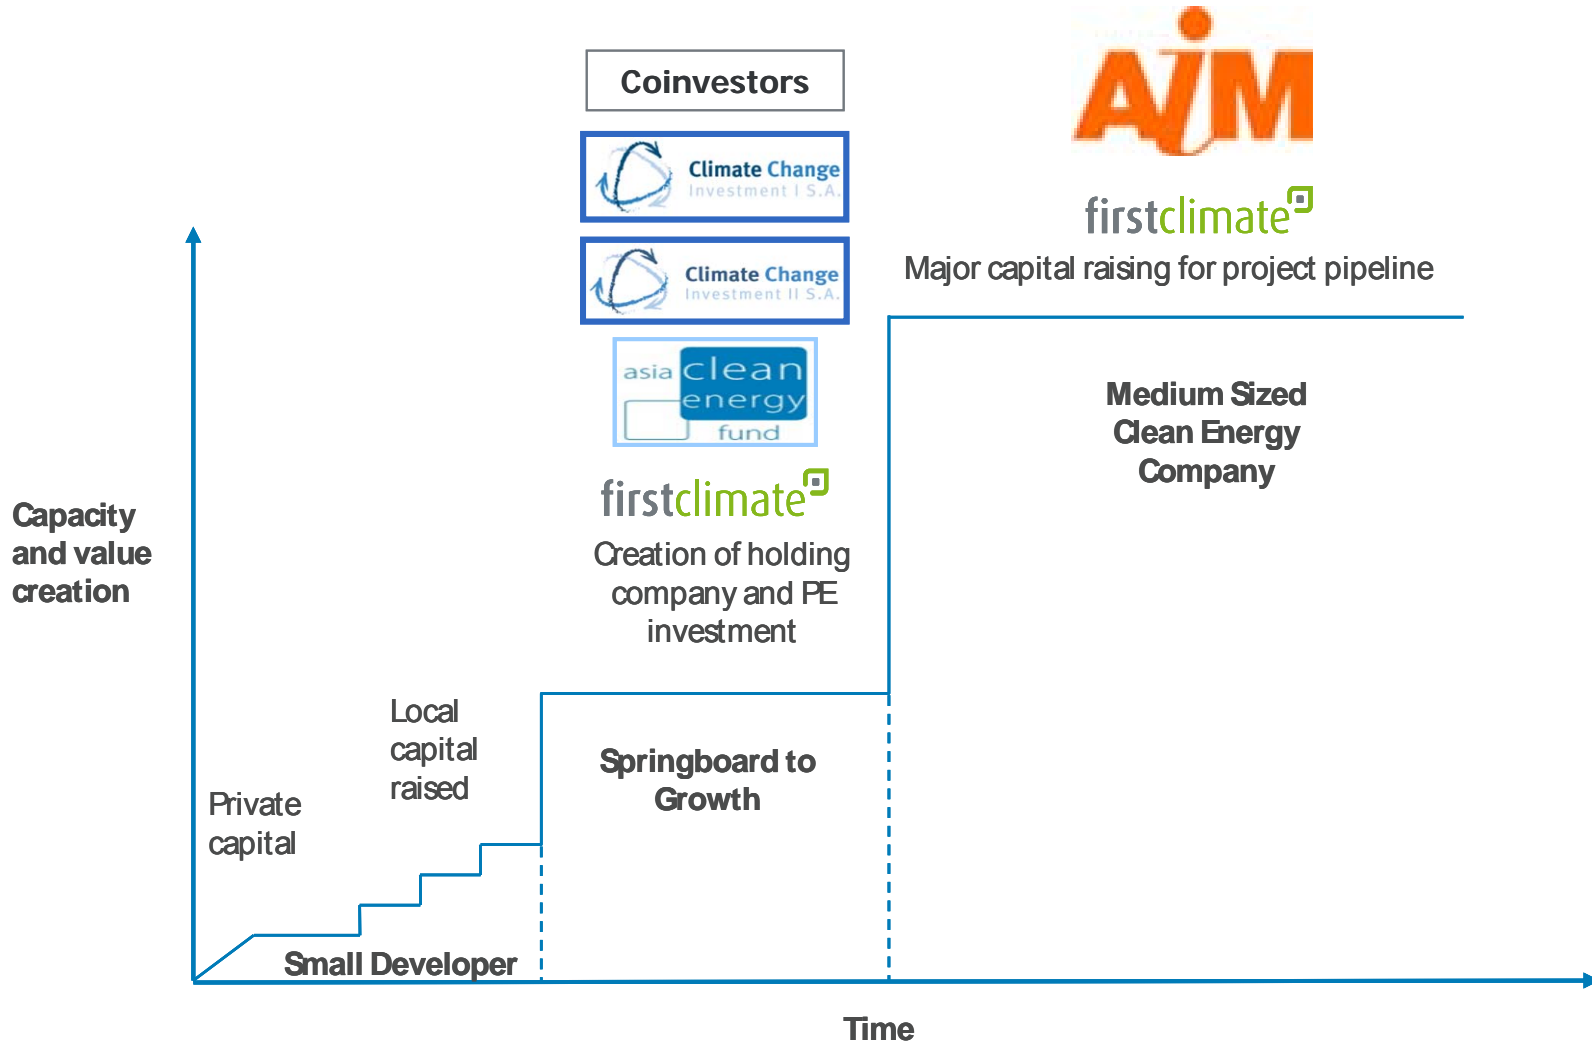 Coinvestors
Climate Change
Investment I S.A.
Climate Change
Investment II S.A.
asia clean
energy
fund
firstclimate
Creation of holding
company and PE
investment
AiM
firstclimate
Major capital raising for project pipeline
Medium Sized
Clean Energy
Company
Capacity
and value
creation
Local
capital
raised
Private
capital
Springboard to
Growth
Small Developer
Time